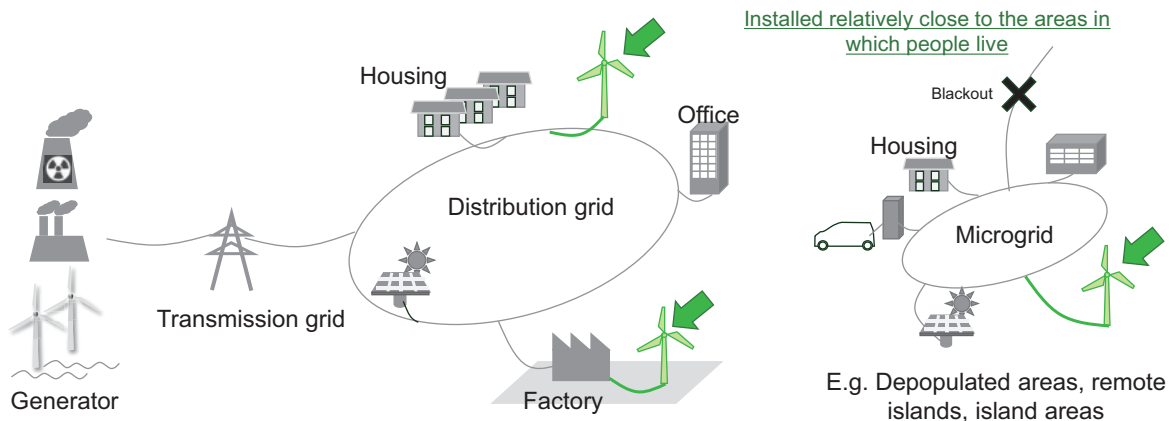 Installed relatively close to the areas in
which people live
Housing
Office
Blackout
Housing
Distribution grid
Microgrid
Transmission grid
Generator
Factory
E.g. Depopulated areas, remote
islands, island areas